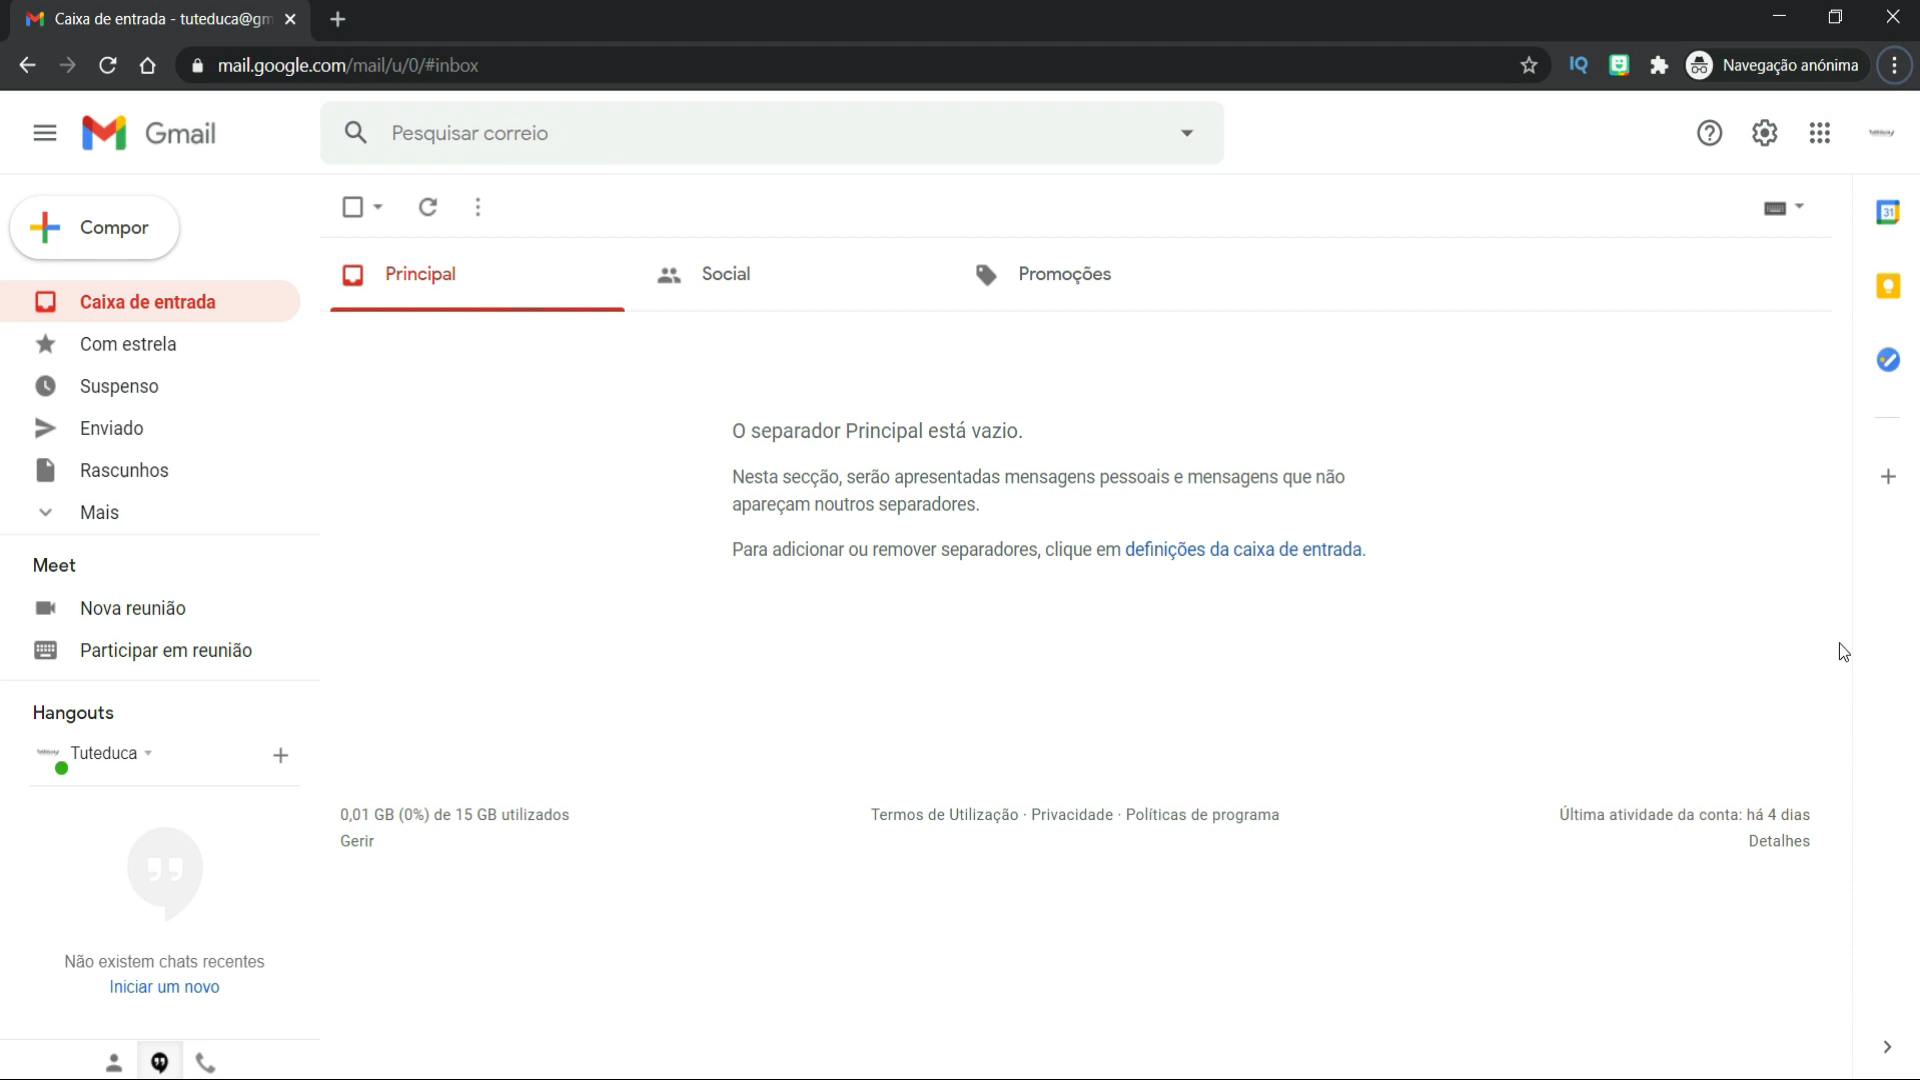 Caixa de entrada - tuteduca@gm
mail.google.com/mail/u/0/#inbox
IQ
Navegação anónima
Gmail
Pesquisar correio
Compor
31
Principal
Social
Promoções
Caixa de entrada
Com estrela
Suspenso
Enviado
Rascunhos
Mais
O separador Principal está vazio.
Nesta secção, serão apresentadas mensagens pessoais e mensagens que não
apareçam noutros separadores.
Para adicionar ou remover separadores, clique em definições da caixa de entrada.
Meet
Nova reunião
Participar em reunião
Hangouts
Tuteduca
0,01 GB (0%) de 15 GB utilizados
Gerir
Termos de Utilização · Privacidade · Políticas de programa
Última atividade da conta: há 4 dias
Detalhes
Não existem chats recentes
Iniciar um novo